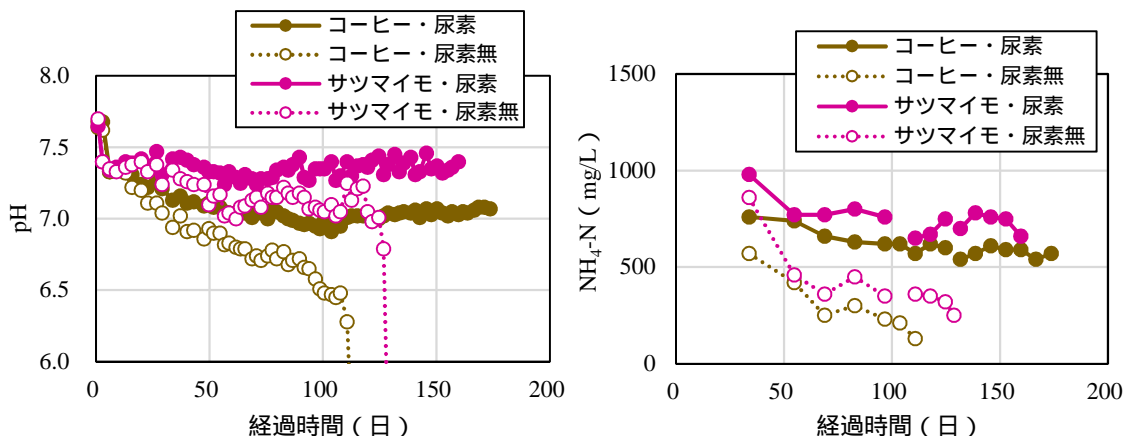 コーヒー・尿素
コーヒー・尿素無
サツマイモ・尿素
サツマイモ・尿素無
8.0
7.5
7.0
6.5
6.0
pH
0
50
100
150
200
経過時間（日）
コーヒー・尿素
コーヒー・尿素無
サツマイモ・尿素
サツマイモ・尿素無
1500
1000
500
0
NH4-N（mg/L）
0
50
100
150
200
経過時間（日）